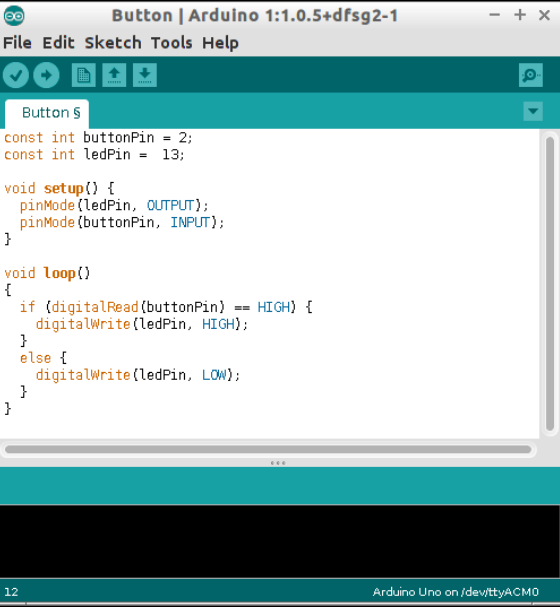 Button | Arduino 1:1.0.5+dfsg2-1
File Edit Sketch Tools Help
Button §
const int buttonPin = 2;
const int ledPin =  13;

void setup() {
  pinMode(ledPin, OUTPUT);
  pinMode(buttonPin, INPUT);
}

void loop()
{
  if (digitalRead(buttonPin) == HIGH) {
    digitalWrite(ledPin, HIGH);
  }
  else {
    digitalWrite(ledPin, LOW);
  }
}
12
Arduino Uno on /dev/ttyACM0